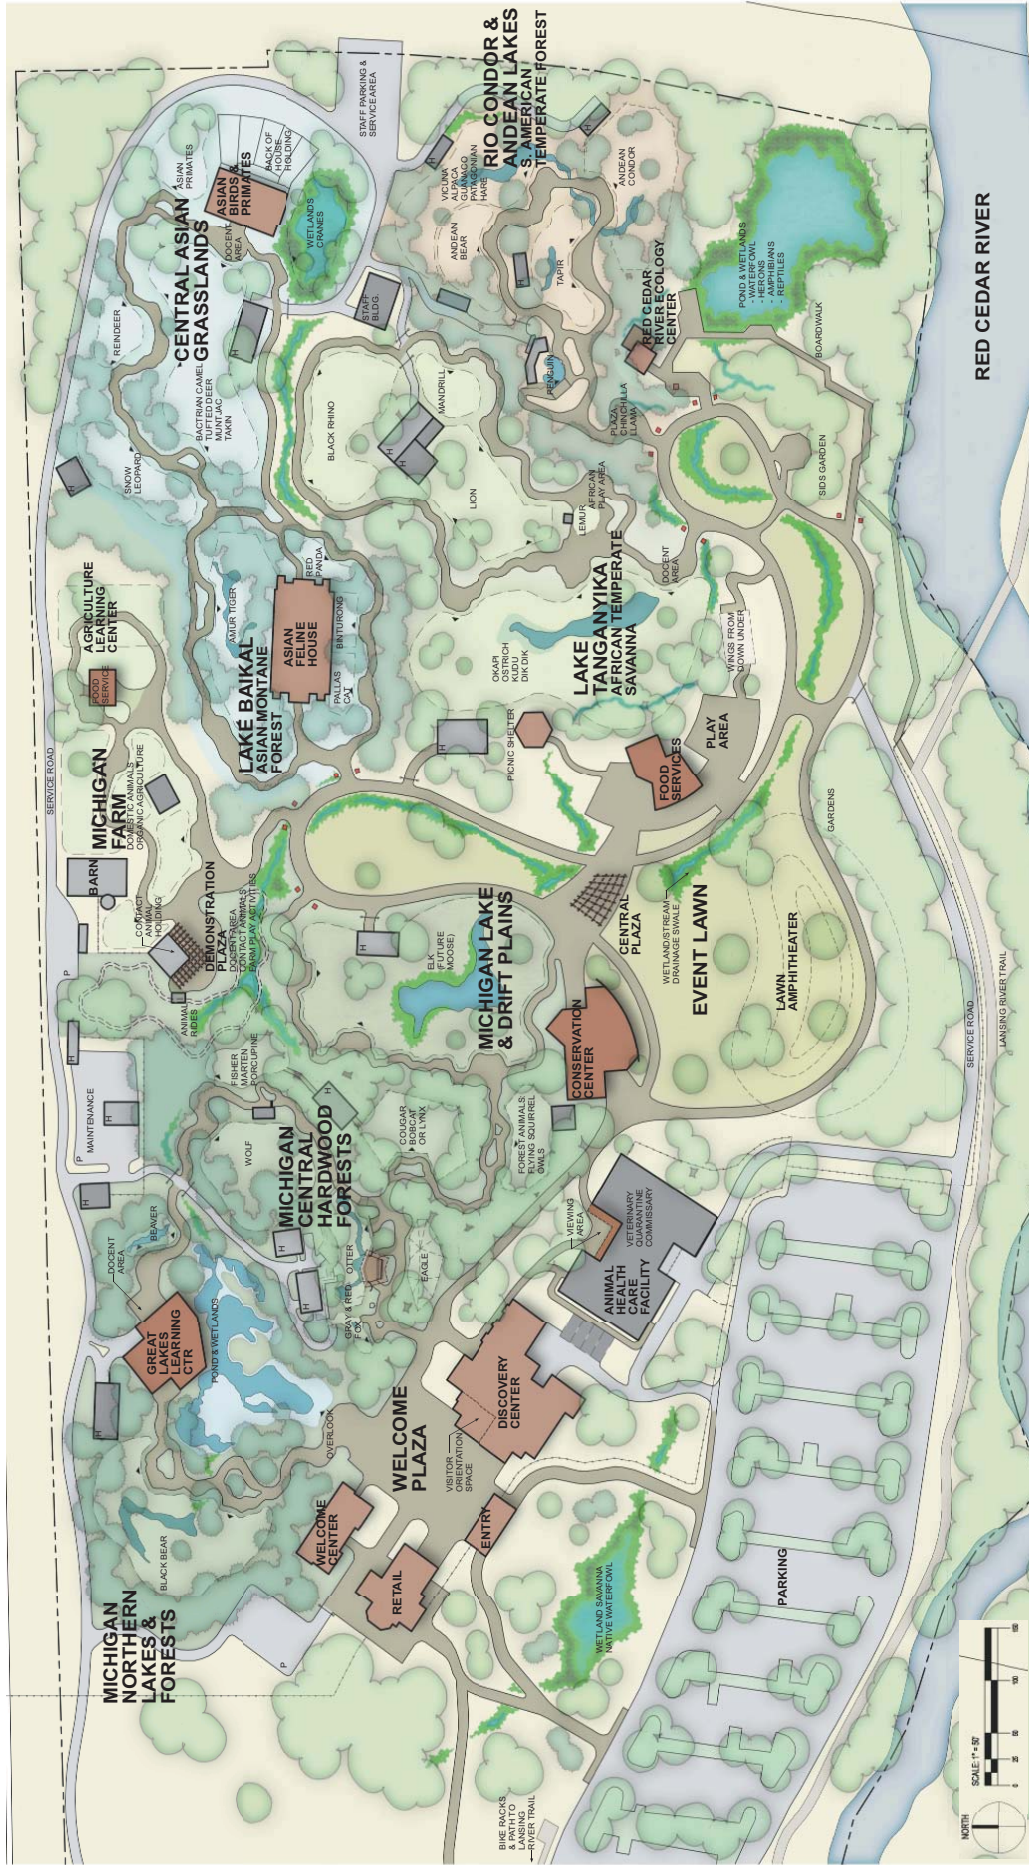 MICHIGAN
NORTHERN
LAKES &
FORESTS
BLACK BEAR
H
GREAT
LAKES
LEARNING
CTR
DOCENT
AREA
BEAVER
POND & WETLANDS
OVERLOOK
P
WELCOME
CENTER
RETAIL
ENTRY
WELCOME
PLAZA
VISITOR
ORIENTATION
SPACE
DISCOVERY
CENTER
WETLAND SAVANNA
NATIVE WATERFOWL
BIKE RACKS
& PATH TO
LANSING
RIVER TRAIL
PARKING
H
H
H
P
MAINTENANCE
H
H
P
GRAY & RED
FOX
OTTER
EAGLE
MICHIGAN
CENTRAL
HARDWOOD
FORESTS
WOLF
FISHER
MARTEN
PORCUPINE
H
COUGAR
BOBCAT
OR LYNX
FOREST ANIMALS:
FLYING SQUIRREL
OWLS
VIEWING
AREA
VETERINARY
QUARANTINE
COMMISSARY
ANIMAL
HEALTH
CARE
FACILITY
CONSERVATION
CENTER
ANIMAL
RIDES
CONTACT
ANIMAL
HOLDING
DEMONSTRATION
PLAZA
DOCENT AREA
CONTACT ANIMALS
FARM PLAY ACTIVITIES
BARN
MICHIGAN
FARM
DOMESTIC ANIMALS
ORGANIC AGRICULTURE
SERVICE ROAD
FOOD
SERVICE
AGRICULTURE
LEARNING
CENTER
H
ELK
(FUTURE
MOOSE)
MICHIGAN LAKE
& DRIFT PLAINS
CENTRAL
PLAZA
WETLAND/STREAM
DRAINAGE SWALE
EVENT LAWN
LAWN
AMPHITHEATER
GARDENS
SERVICE ROAD
LANSING RIVER TRAIL
LAKE BAIKAL
ASIAN MONTANE
FOREST
AMUR TIGER
ASIAN
FELINE
HOUSE
PALLAS
CAT
BINTURONG
RED
PANDA
H
PICNIC SHELTER
FOOD
SERVICES
PLAY
AREA
WINGS FROM
DOWN UNDER
OKAPI
OSTRICH
KUDU
DIK DIK
LAKE
TANGANYIKA
AFRICAN TEMPERATE
SAVANNA
DOCENT
AREA
LEMUR
AFRICAN
PLAY AREA
LION
BLACK RHINO
H
H
MANDRILL
H
SNOW
LEOPARD
REINDEER
BACTRIAN CAMEL
TUFTED DEER
MUNTJAC
TAKIN
CENTRAL ASIAN
GRASSLANDS
H
DOCENT
AREA
ASIAN
BIRDS &
PRIMATES
ASIAN
PRIMATES
BACK OF
HOUSE
HOLDING
WETLANDS
CRANES
STAFF
BLDG.
STAFF PARKING &
SERVICE AREA
RIO CONDOR &
ANDEAN LAKES
S. AMERICAN
TEMPERATE FOREST
VICUNA
ALPACA
GUANACO
PATAGONIAN
HARE
H
H
H
ANDEAN
BEAR
ANDEAN
CONDOR
TAPIR
PENGUIN
PLAZA
CHINCHILLA
LLAMA
RED CEDAR
RIVER ECOLOGY
CENTER
POND & WETLANDS
- WATERFOWL
- HERONS
- AMPHIBIANS
- REPTILES
BOARDWALK
SIDS GARDEN
RED CEDAR RIVER
NORTH
SCALE: 1" = 50'
0
25
50
100
150